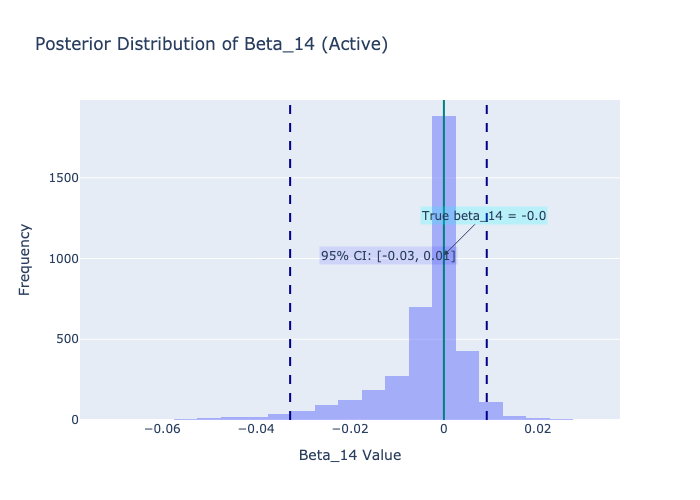 Posterior Distribution of Beta_14 (Active)
Frequency
1500
1000
500
0
True beta_14 = -0.0
95% CI: [-0.03, 0.01]
−0.06
−0.04
−0.02
0
0.02
Beta_14 Value